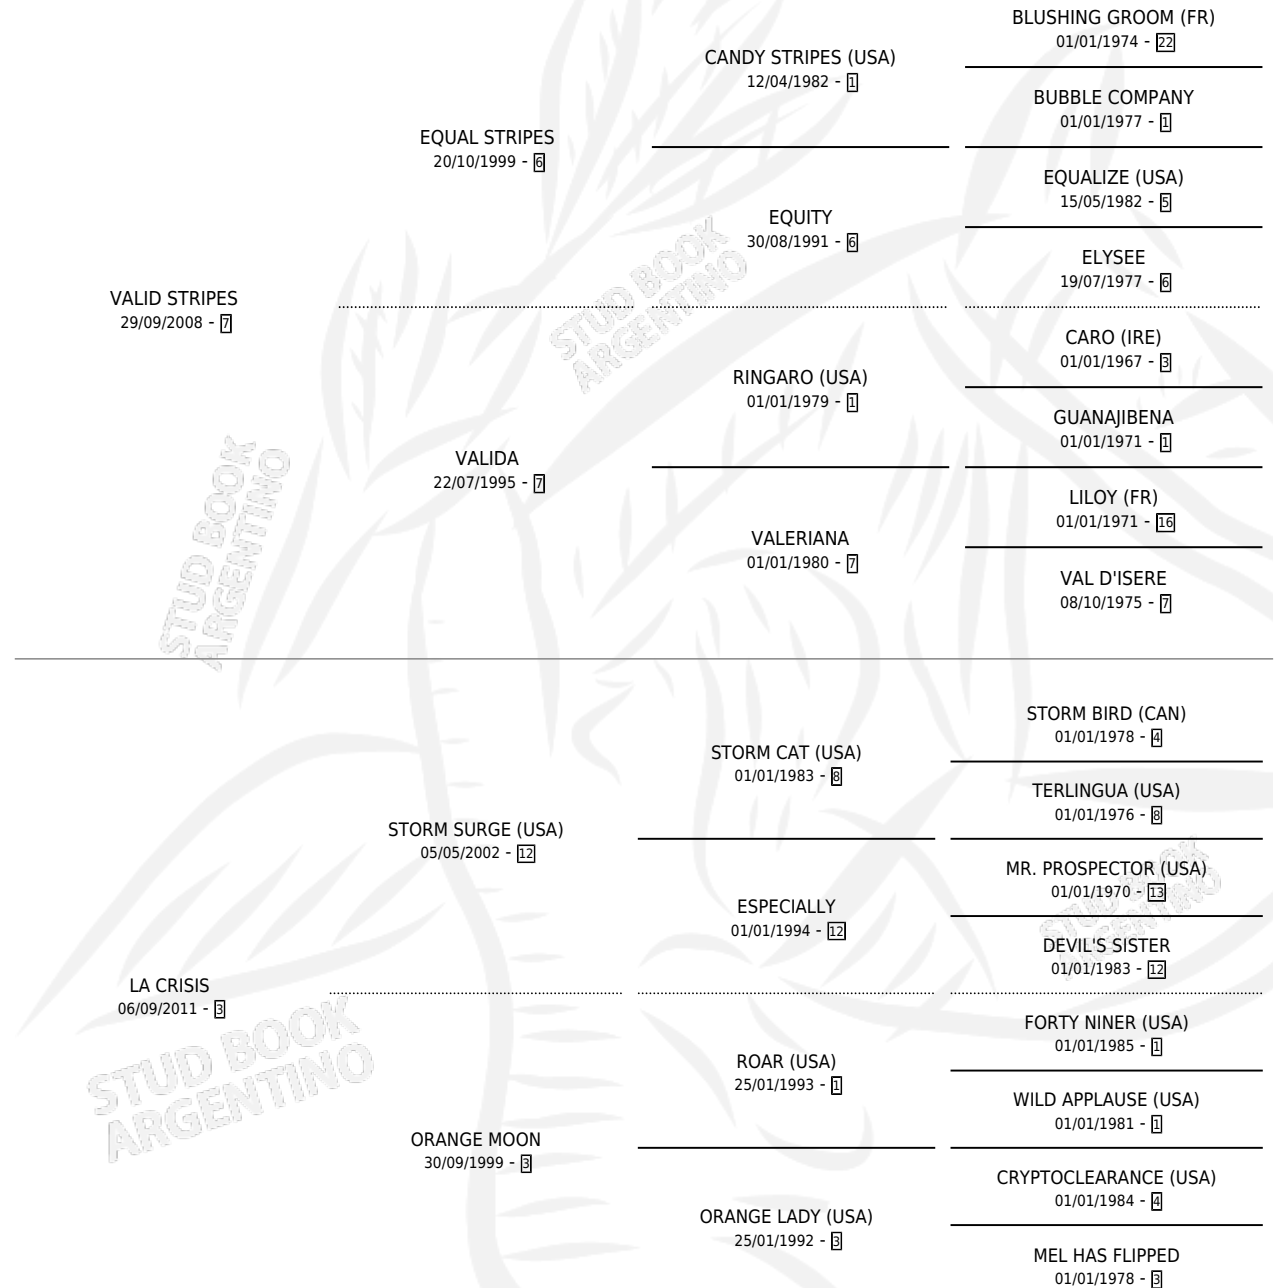 BLUSHING GROOM (FR)
01/01/1974 - 22
CANDY STRIPES (USA)
12/04/1982 - 1
BUBBLE COMPANY
01/01/1977 - 1
EQUAL STRIPES
20/10/1999 - 6
EQUALIZE (USA)
15/05/1982 - 5
EQUITY
30/08/1991 - 6
ELYSEE
19/07/1977 - 6
VALID STRIPES
29/09/2008 - 7
CARO (IRE)
01/01/1967 - 3
RINGARO (USA)
01/01/1979 - 1
GUANAJIBENA
01/01/1971 - 1
VALIDA
22/07/1995 - 7
LILOY (FR)
01/01/1971 - 16
VALERIANA
01/01/1980 - 7
VAL D'ISERE
08/10/1975 - 7
STORM BIRD (CAN)
01/01/1978 - 4
STORM CAT (USA)
01/01/1983 - 8
TERLINGUA (USA)
01/01/1976 - 8
STORM SURGE (USA)
05/05/2002 - 12
MR. PROSPECTOR (USA)
01/01/1970 - 13
ESPECIALLY
01/01/1994 - 12
DEVIL'S SISTER
01/01/1983 - 12
LA CRISIS
06/09/2011 - 3
FORTY NINER (USA)
01/01/1985 - 1
ROAR (USA)
25/01/1993 - 1
WILD APPLAUSE (USA)
01/01/1981 - 1
ORANGE MOON
30/09/1999 - 3
CRYPTOCLEARANCE (USA)
01/01/1984 - 4
ORANGE LADY (USA)
25/01/1992 - 3
MEL HAS FLIPPED
01/01/1978 - 3
STUD BOOK
ARGENTINO
STUD BOOK
ARGENTINO
STUD BOOK
ARGENTINO
STUD BOOK
ARGENTINO